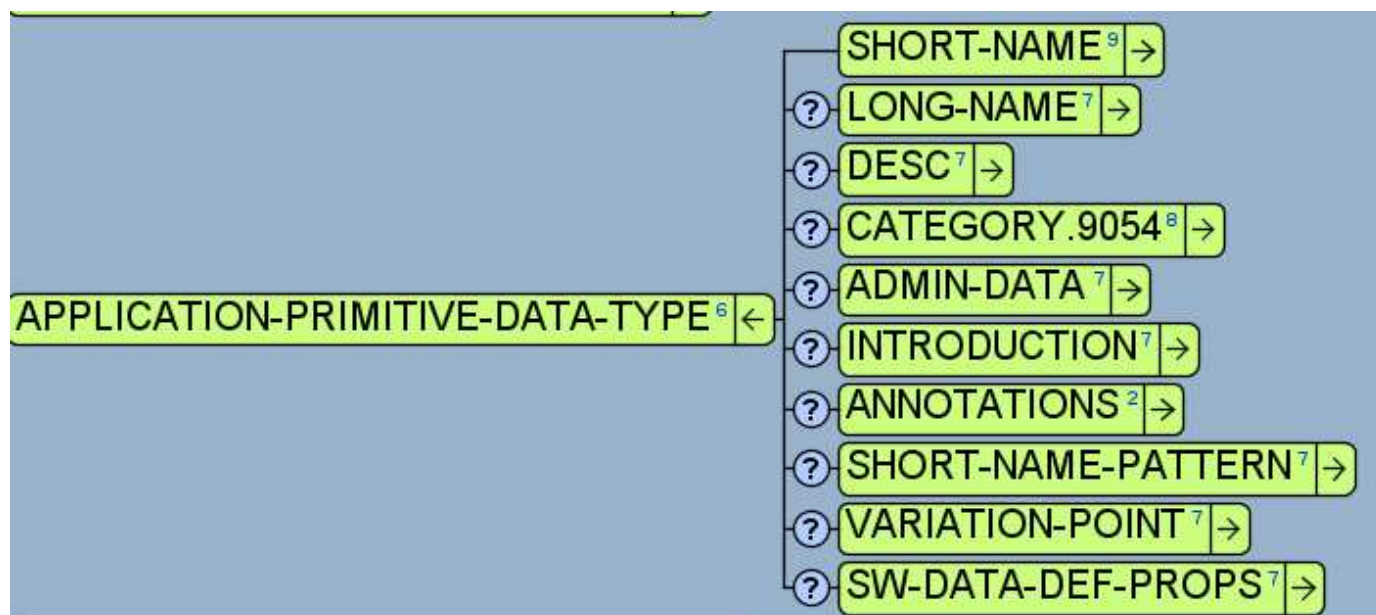 SHORT-NAME 9 →
? LONG-NAME 7 →
? DESC 7 →
? CATEGORY.9054 8 →
? ADMIN-DATA 7 →
APPLICATION-PRIMITIVE-DATA-TYPE 6 ←
? INTRODUCTION 7 →
? ANNOTATIONS 2 →
? SHORT-NAME-PATTERN 7 →
? VARIATION-POINT 7 →
? SW-DATA-DEF-PROPS 7 →